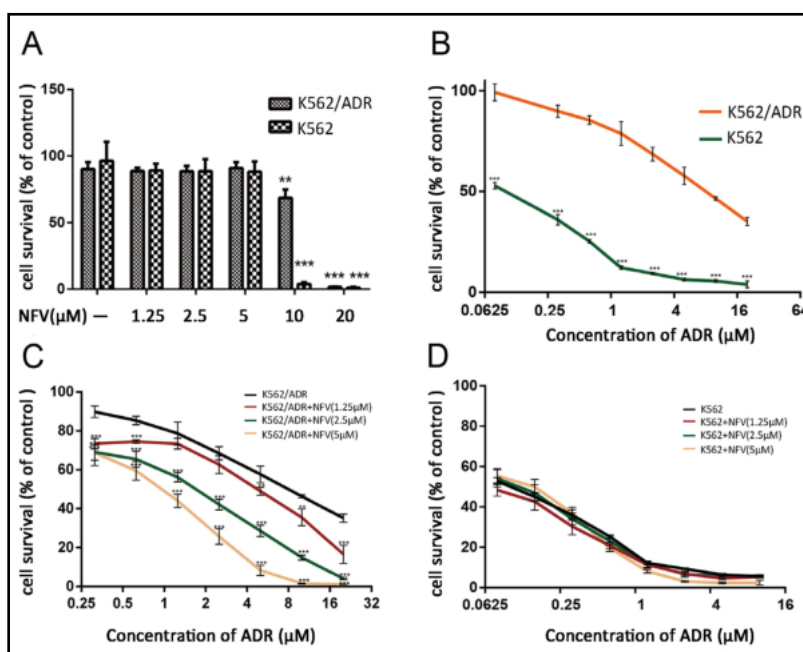 A
cell survival (% of control )
150
100
50
0
K562/ADR
K562
**
***
*** ***
NFV(μM) — 1.25 2.5 5 10 20
B
cell survival (% of control )
100
50
0
K562/ADR
K562
***
***
***
***
***
***
***
***
0.0625 0.25 1 4 16 64
Concentration of ADR (μM)
C
cell survival (% of control )
100
80
60
40
20
0
K562/ADR
K562/ADR+NFV(1.25μM)
K562/ADR+NFV(2.5μM)
K562/ADR+NFV(5μM)
0.25 0.5 1 2 4 8 16 32
Concentration of ADR (μM)
D
cell survival (% of control )
100
80
60
40
20
0
K562
K562+NFV(1.25μM)
K562+NFV(2.5μM)
K562+NFV(5μM)
0.0625 0.25 1 4 16
Concentration of ADR (μM)